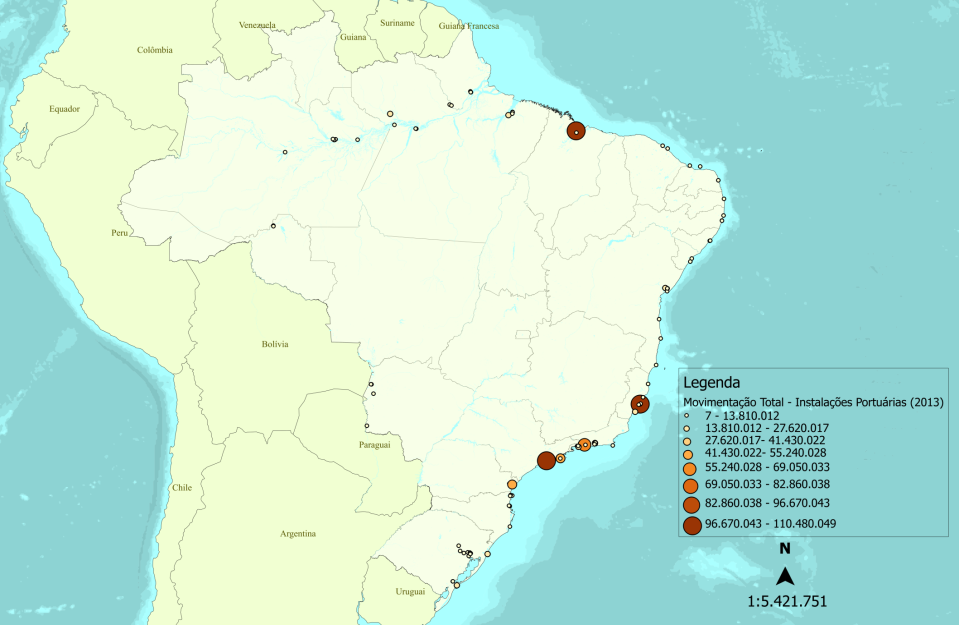 Suriname
Venezuela
Guiana Francesa
Guiana
Colômbia
Equador
Peru
Bolívia
Paraguai
Chile
Argentina
Uruguai
Legenda
Movimentação Total - Instalações Portuárias (2013)
7 - 13.810.012
13.810.012 - 27.620.017
27.620.017- 41.430.022
41.430.022- 55.240.028
55.240.028 - 69.050.033
69.050.033 - 82.860.038
82.860.038 - 96.670.043
96.670.043 - 110.480.049
N
1:5.421.751